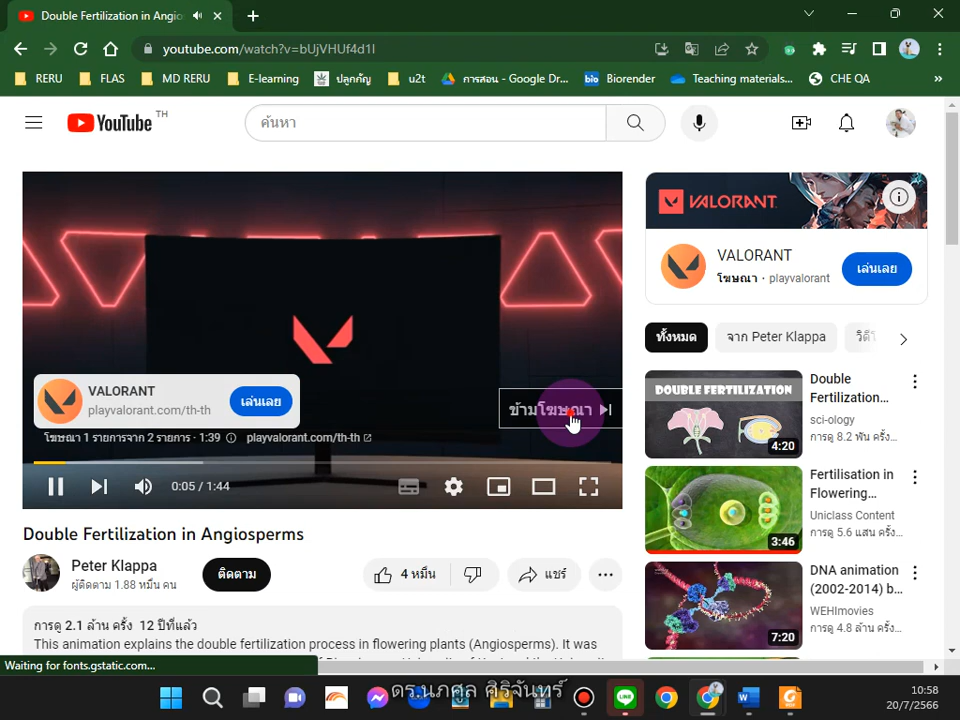 Double Fertilization in Angio
youtube.com/watch?v=bUjVHUf4d1I
RERU
FLAS
MD RERU
E-learning
ปลูกกัญ
u2t
การสอน - Google Dr...
bio
Biorender
Teaching materials...
CHE QA
YouTube TH
ค้นหา
VALORANT
VALORANT
โฆษณา · playvalorant
เล่นเลย
ทั้งหมด
จาก Peter Klappa
VALORANT
playvalorant.com/th-th
เล่นเลย
ข้ามโฆษณา
โฆษณา 1 รายการจาก 2 รายการ · 1:39
playvalorant.com/th-th
0:05 / 1:44
Double Fertilization in Angiosperms
Peter Klappa
ผู้ติดตาม 1.88 หมื่น คน
ติดตาม
4 หมื่น
แชร์
การดู 2.1 ล้าน ครั้ง 12 ปีที่แล้ว
This animation explains the double fertilization process in flowering plants (Angiosperms). It was
DOUBLE FERTILIZATION
4:20
Double
Fertilization...
sci-ology
การดู 8.2 พัน ครั้ง...
3:46
Fertilisation in
Flowering...
Uniclass Content
การดู 5.6 แสน ครั้ง...
7:20
DNA animation
(2002-2014) b...
WEHImovies
การดู 4.8 ล้าน ครั้ง...
Waiting for fonts.gstatic.com...
ดร.นภศูล ศิริจันทร์
LINE
10:58
20/7/2566